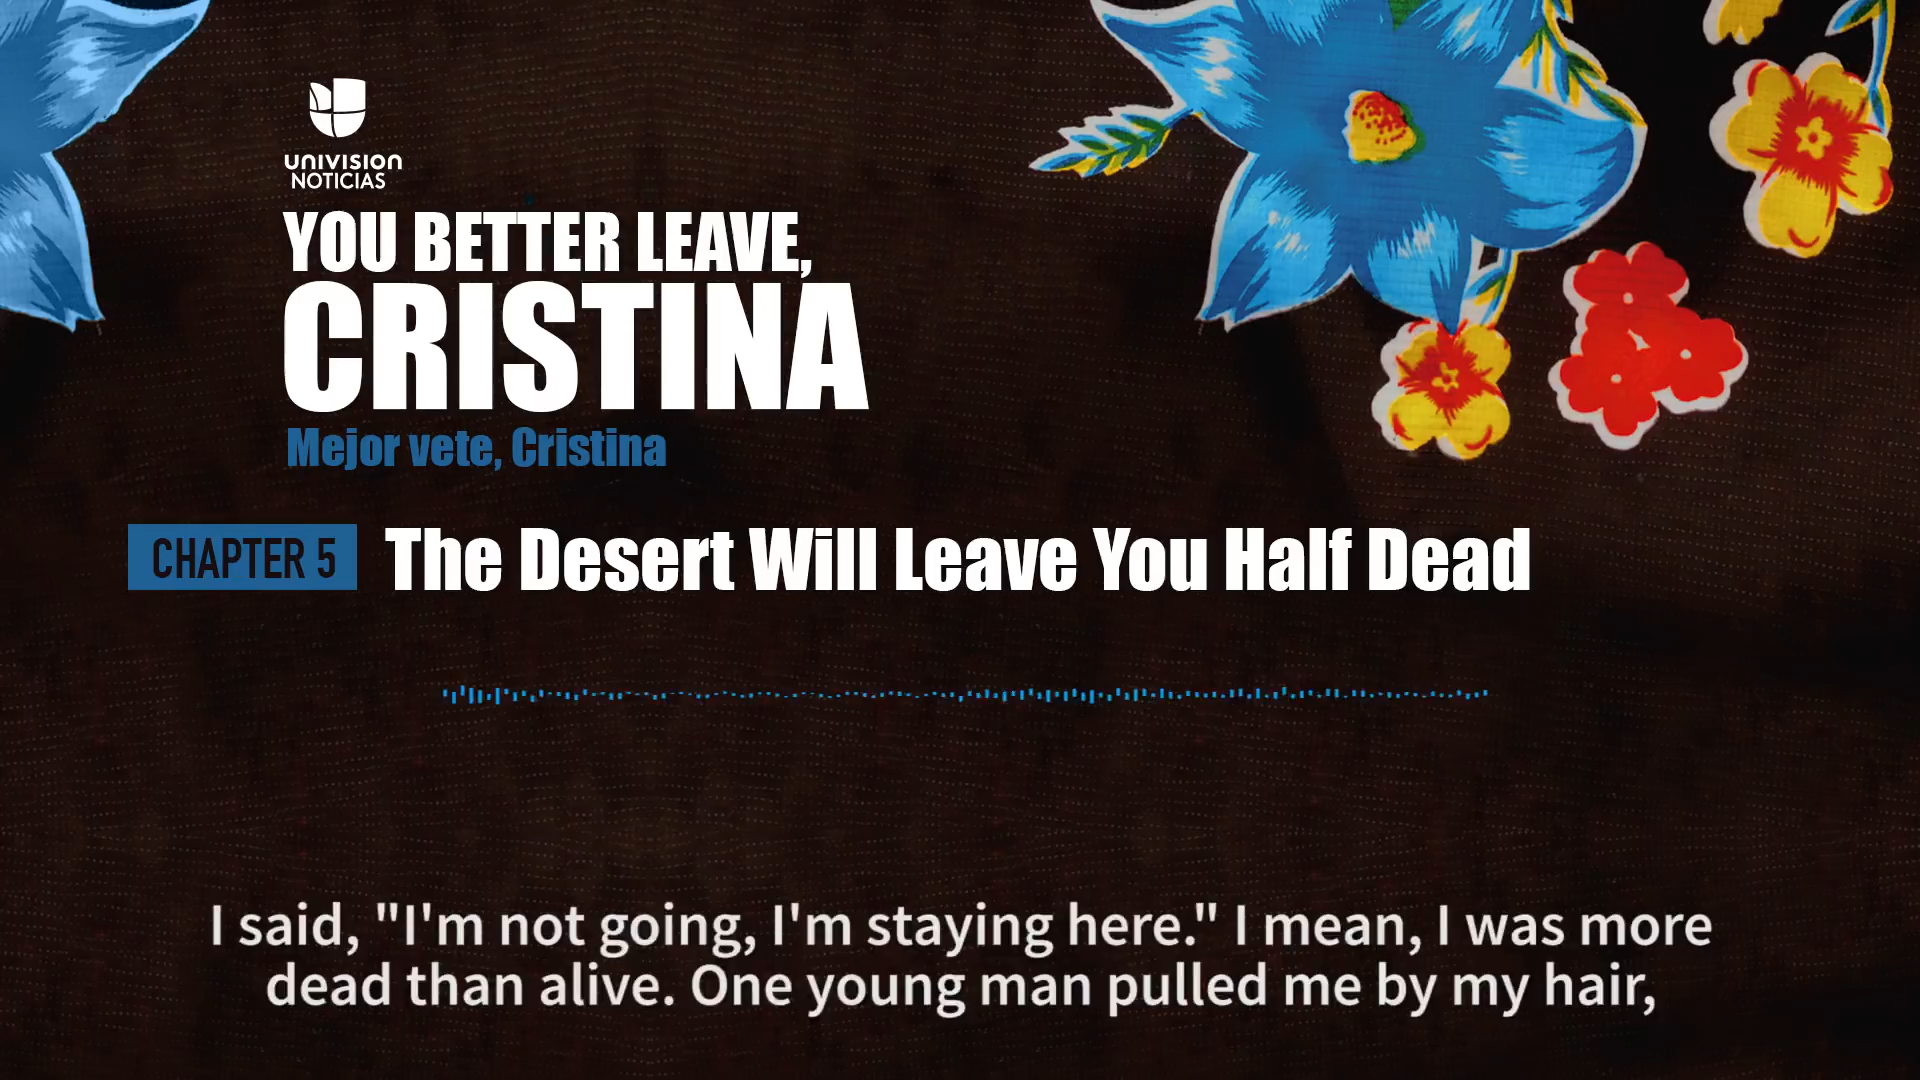 UNIVISION
NOTICIAS
YOU BETTER LEAVE,
CRISTINA
Mejor vete, Cristina
CHAPTER 5
The Desert Will Leave You Half Dead
I said, "I'm not going, I'm staying here." I mean, I was more
dead than alive. One young man pulled me by my hair,